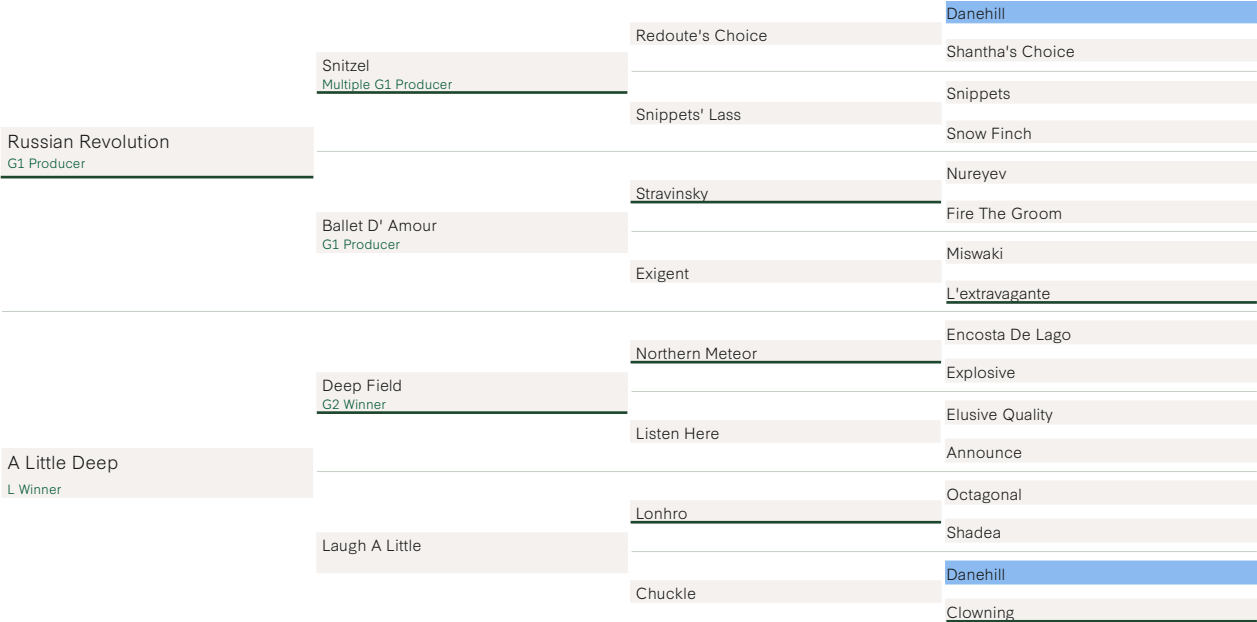 Russian Revolution
G1 Producer
A Little Deep
L Winner
Snitzel
Multiple G1 Producer
Ballet D' Amour
G1 Producer
Deep Field
G2 Winner
Laugh A Little
Redoute's Choice
Snippets' Lass
Stravinsky
Exigent
Northern Meteor
Listen Here
Lonhro
Chuckle
Danehill
Shantha's Choice
Snippets
Snow Finch
Nureyev
Fire The Groom
Miswaki
L'extravagante
Encosta De Lago
Explosive
Elusive Quality
Announce
Octagonal
Shadea
Danehill
Clowning